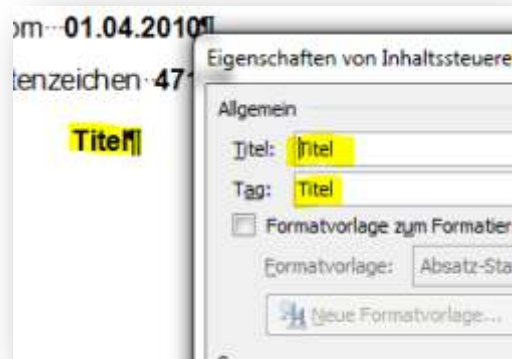 om 01.04.2010¶
tenzeichen 47
Titel¶
Eigenschaften von Inhaltssteuere
Allgemein
Titel: Titel
Tag: Titel
Formatvorlage zum Formatier
Formatvorlage: Absatz-Sta
Neue Formatvorlage...